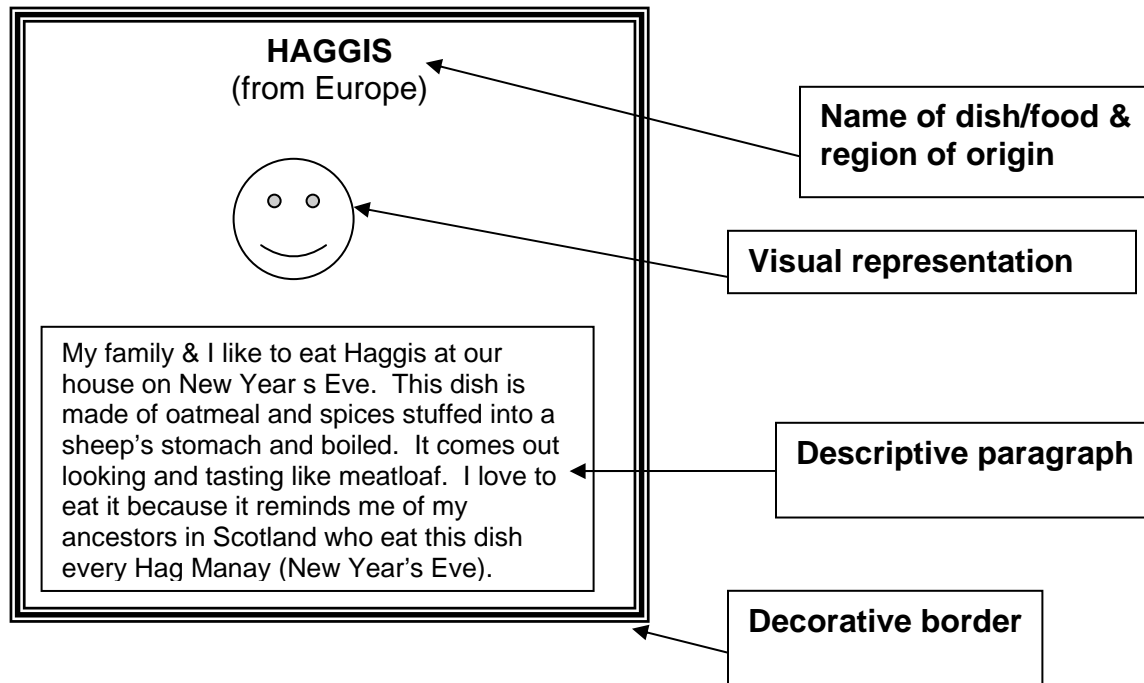 HAGGIS
(from Europe)
Name of dish/food &
region of origin
Visual representation
My family & I like to eat Haggis at our
house on New Year s Eve.  This dish is
made of oatmeal and spices stuffed into a
sheep’s stomach and boiled.  It comes out
looking and tasting like meatloaf.  I love to
eat it because it reminds me of my
ancestors in Scotland who eat this dish
every Hag Manay (New Year’s Eve).
Descriptive paragraph
Decorative border